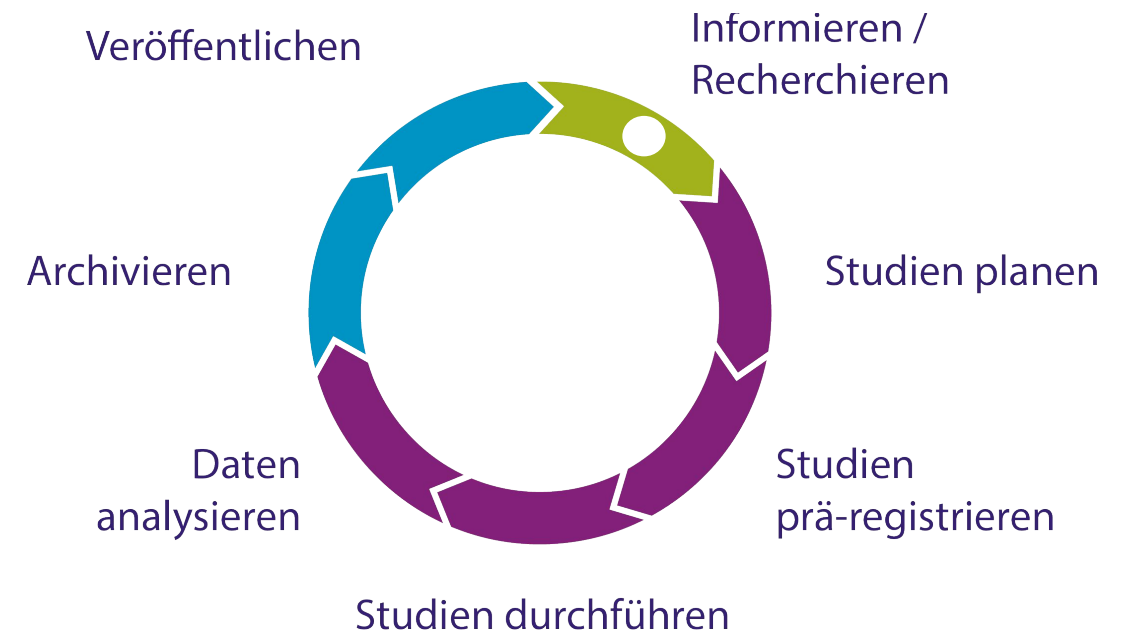 Veröffentlichen
Informieren /
Recherchieren
Archivieren
Studien planen
Daten
analysieren
Studien
prä-registrieren
Studien durchführen